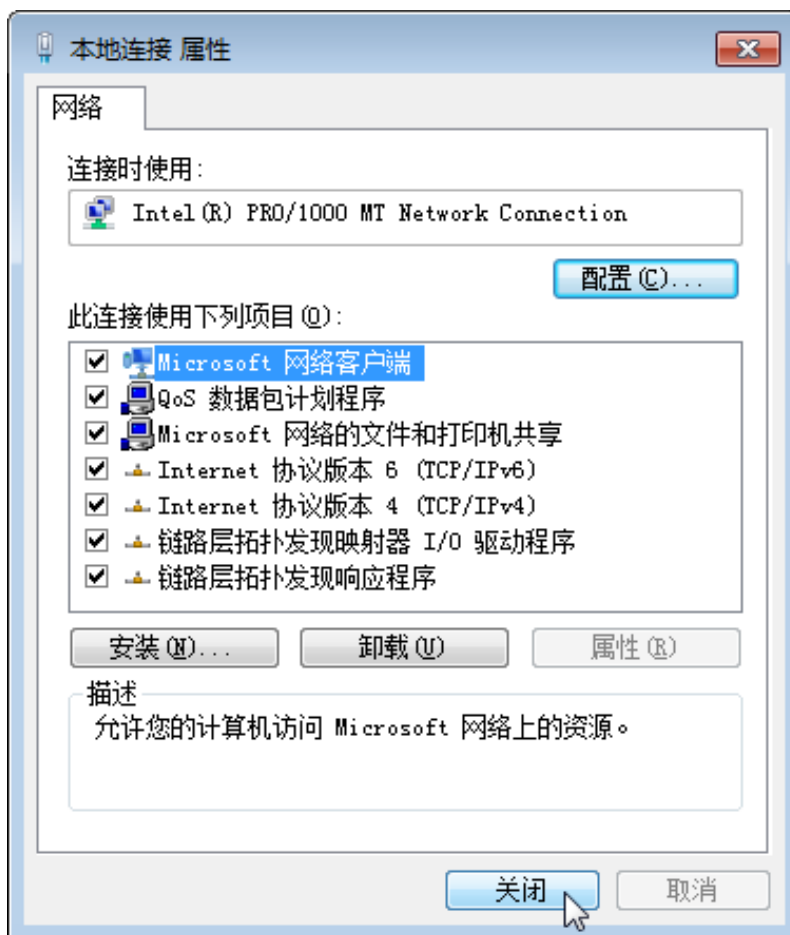 本地连接 属性
网络
连接时使用:
Intel(R) PRO/1000 MT Network Connection
配置(C)...
此连接使用下列项目(O):
Microsoft 网络客户端
QoS 数据包计划程序
Microsoft 网络的文件和打印机共享
Internet 协议版本 6 (TCP/IPv6)
Internet 协议版本 4 (TCP/IPv4)
链路层拓扑发现映射器 I/O 驱动程序
链路层拓扑发现响应程序
安装(N)... 卸载(U) 属性(R)
描述
允许您的计算机访问 Microsoft 网络上的资源。
关闭 取消